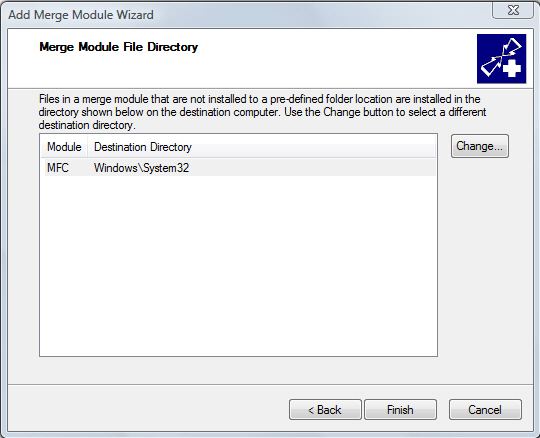 Add Merge Module Wizard
Merge Module File Directory
Files in a merge module that are not installed to a pre-defined folder location are installed in the
directory shown below on the destination computer. Use the Change button to select a different
destination directory.
Module Destination Directory
Change...
MFC Windows\System32
< Back Finish Cancel